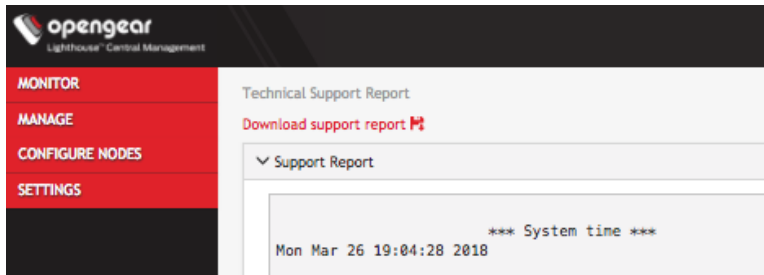 opengear
Lighthouse™ Central Management
MONITOR
MANAGE
CONFIGURE NODES
SETTINGS
Technical Support Report
Download support report
Support Report
*** System time ***
Mon Mar 26 19:04:28 2018